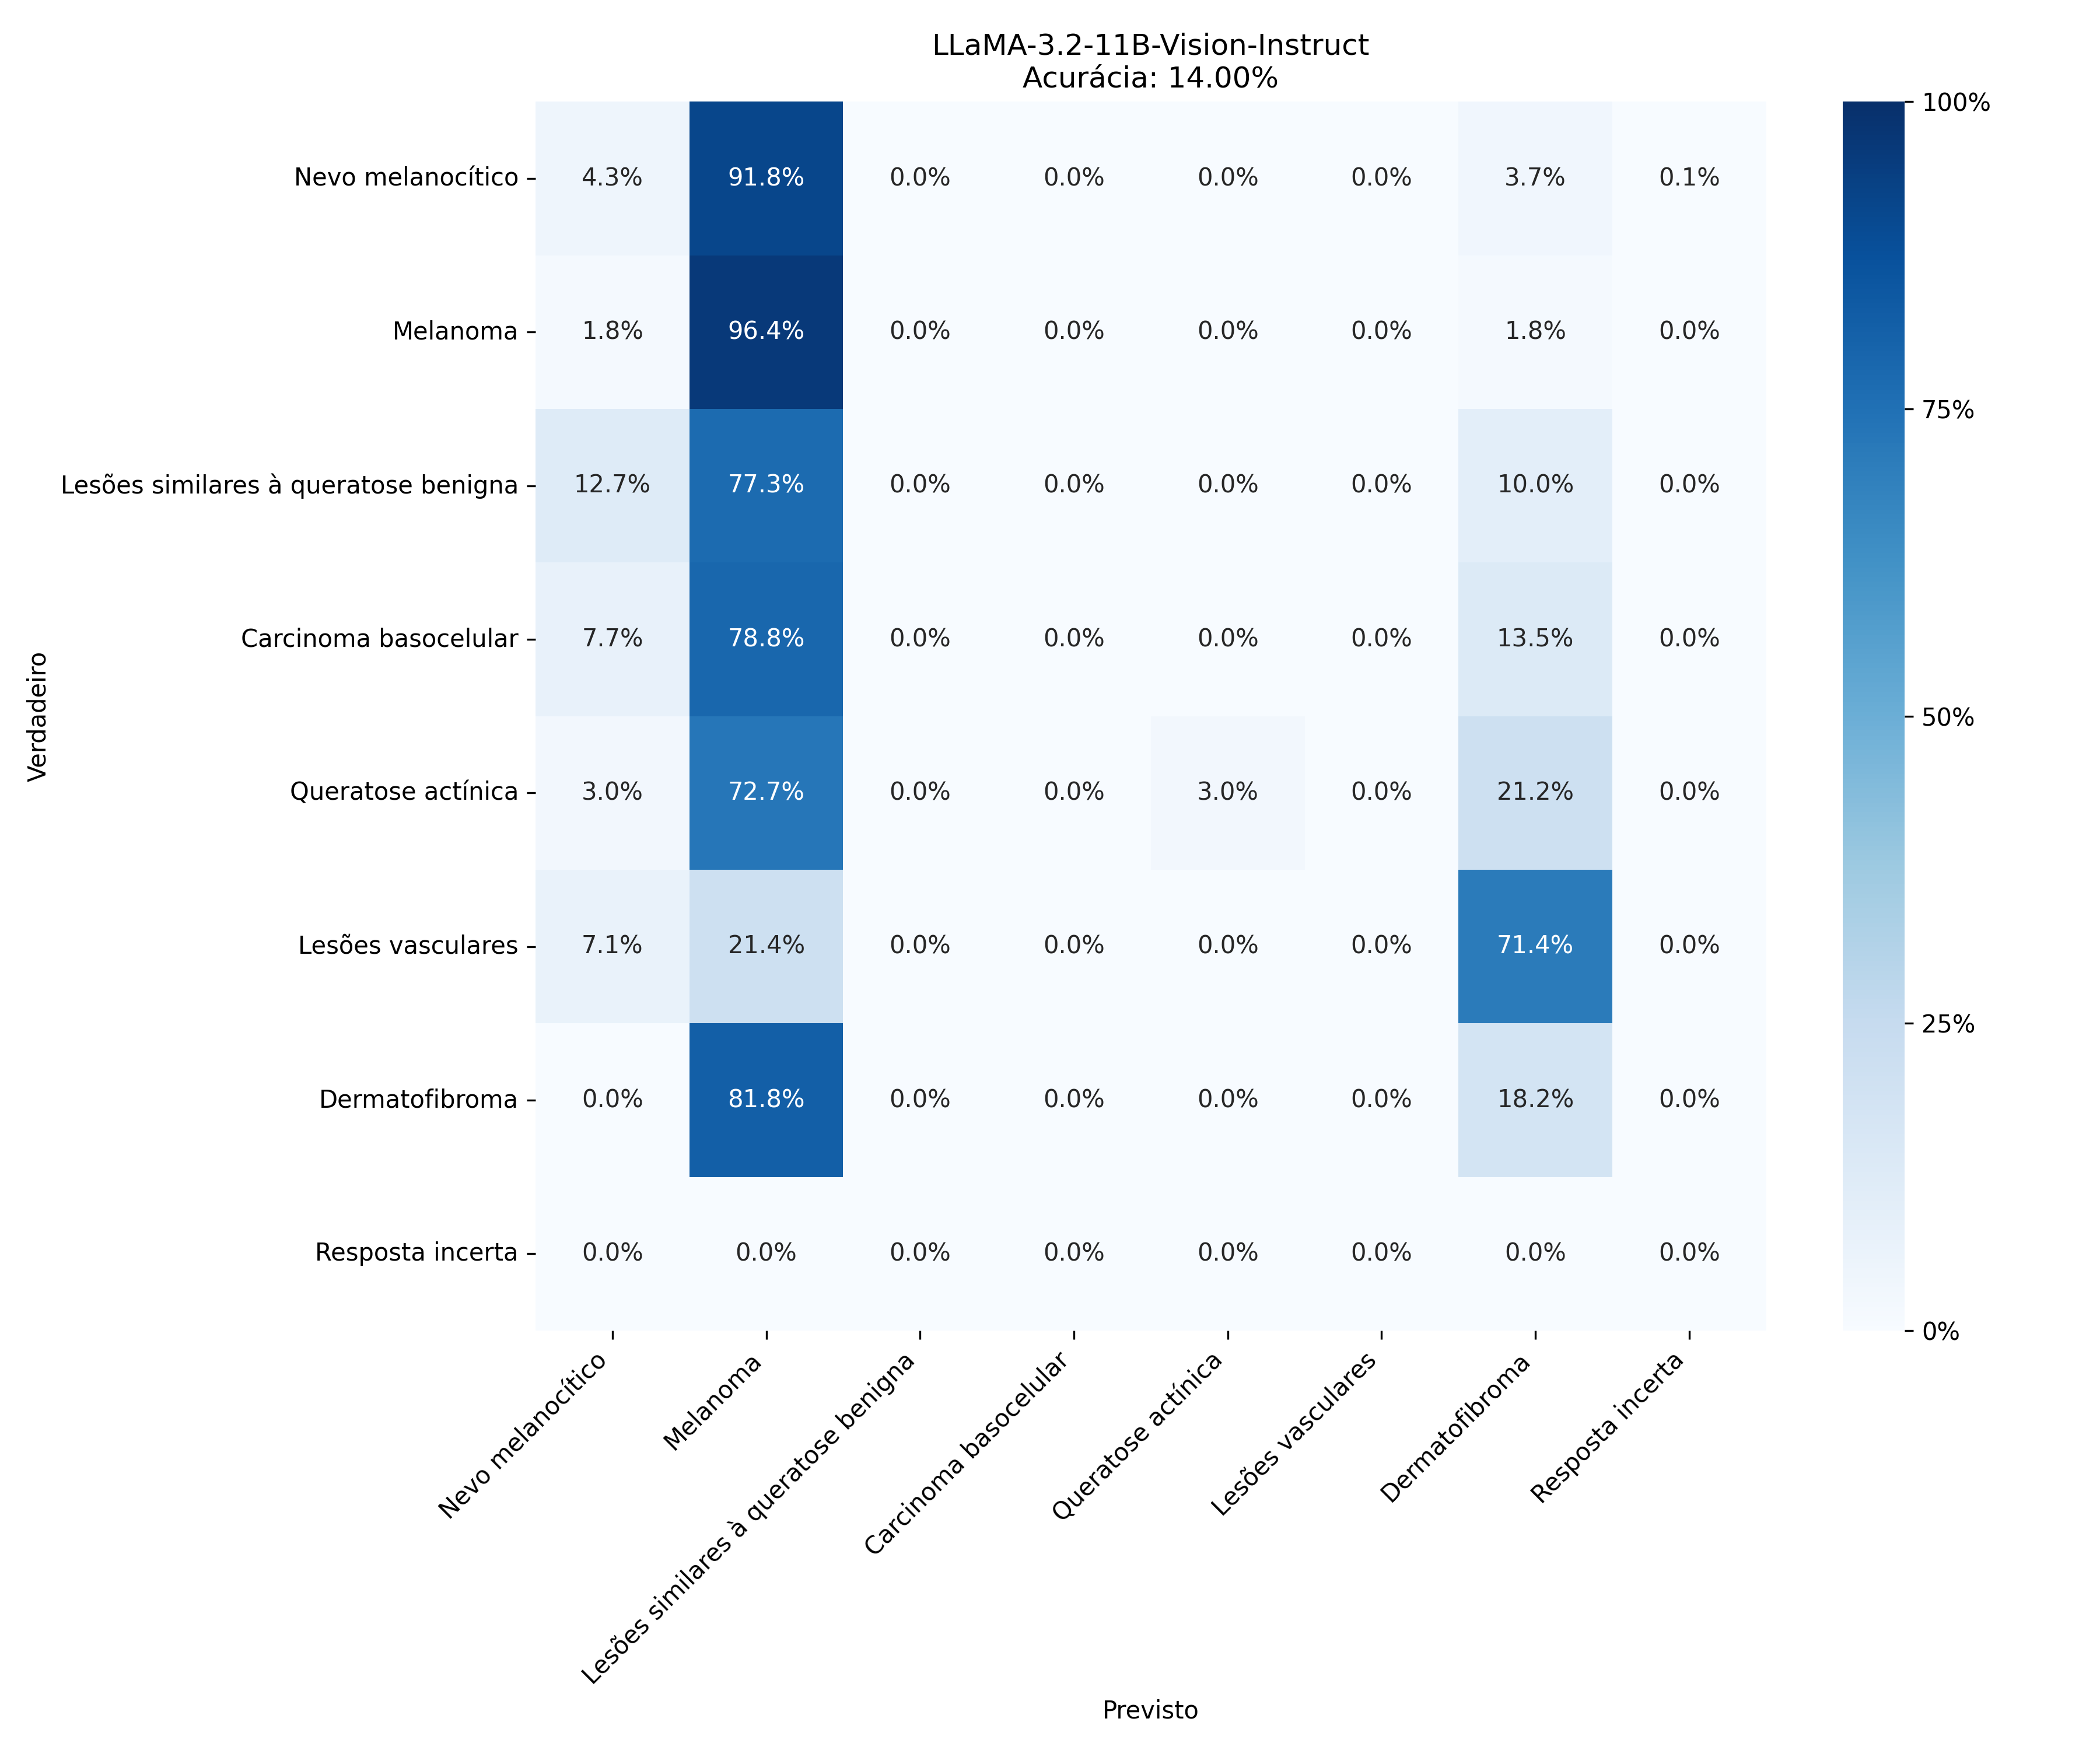 LLaMA-3.2-11B-Vision-Instruct
Acurácia: 14.00%
Verdadeiro
Nevo melanocítico 4.3% 91.8% 0.0% 0.0% 0.0% 0.0% 3.7% 0.1%
Melanoma 1.8% 96.4% 0.0% 0.0% 0.0% 0.0% 1.8% 0.0%
Lesões similares à queratose benigna 12.7% 77.3% 0.0% 0.0% 0.0% 0.0% 10.0% 0.0%
Carcinoma basocelular 7.7% 78.8% 0.0% 0.0% 0.0% 0.0% 13.5% 0.0%
Queratose actínica 3.0% 72.7% 0.0% 0.0% 3.0% 0.0% 21.2% 0.0%
Lesões vasculares 7.1% 21.4% 0.0% 0.0% 0.0% 0.0% 71.4% 0.0%
Dermatofibroma 0.0% 81.8% 0.0% 0.0% 0.0% 0.0% 18.2% 0.0%
Resposta incerta 0.0% 0.0% 0.0% 0.0% 0.0% 0.0% 0.0% 0.0%
Nevo melanocítico
Melanoma
Lesões similares à queratose benigna
Carcinoma basocelular
Queratose actínica
Lesões vasculares
Dermatofibroma
Resposta incerta
Previsto
100%
75%
50%
25%
0%